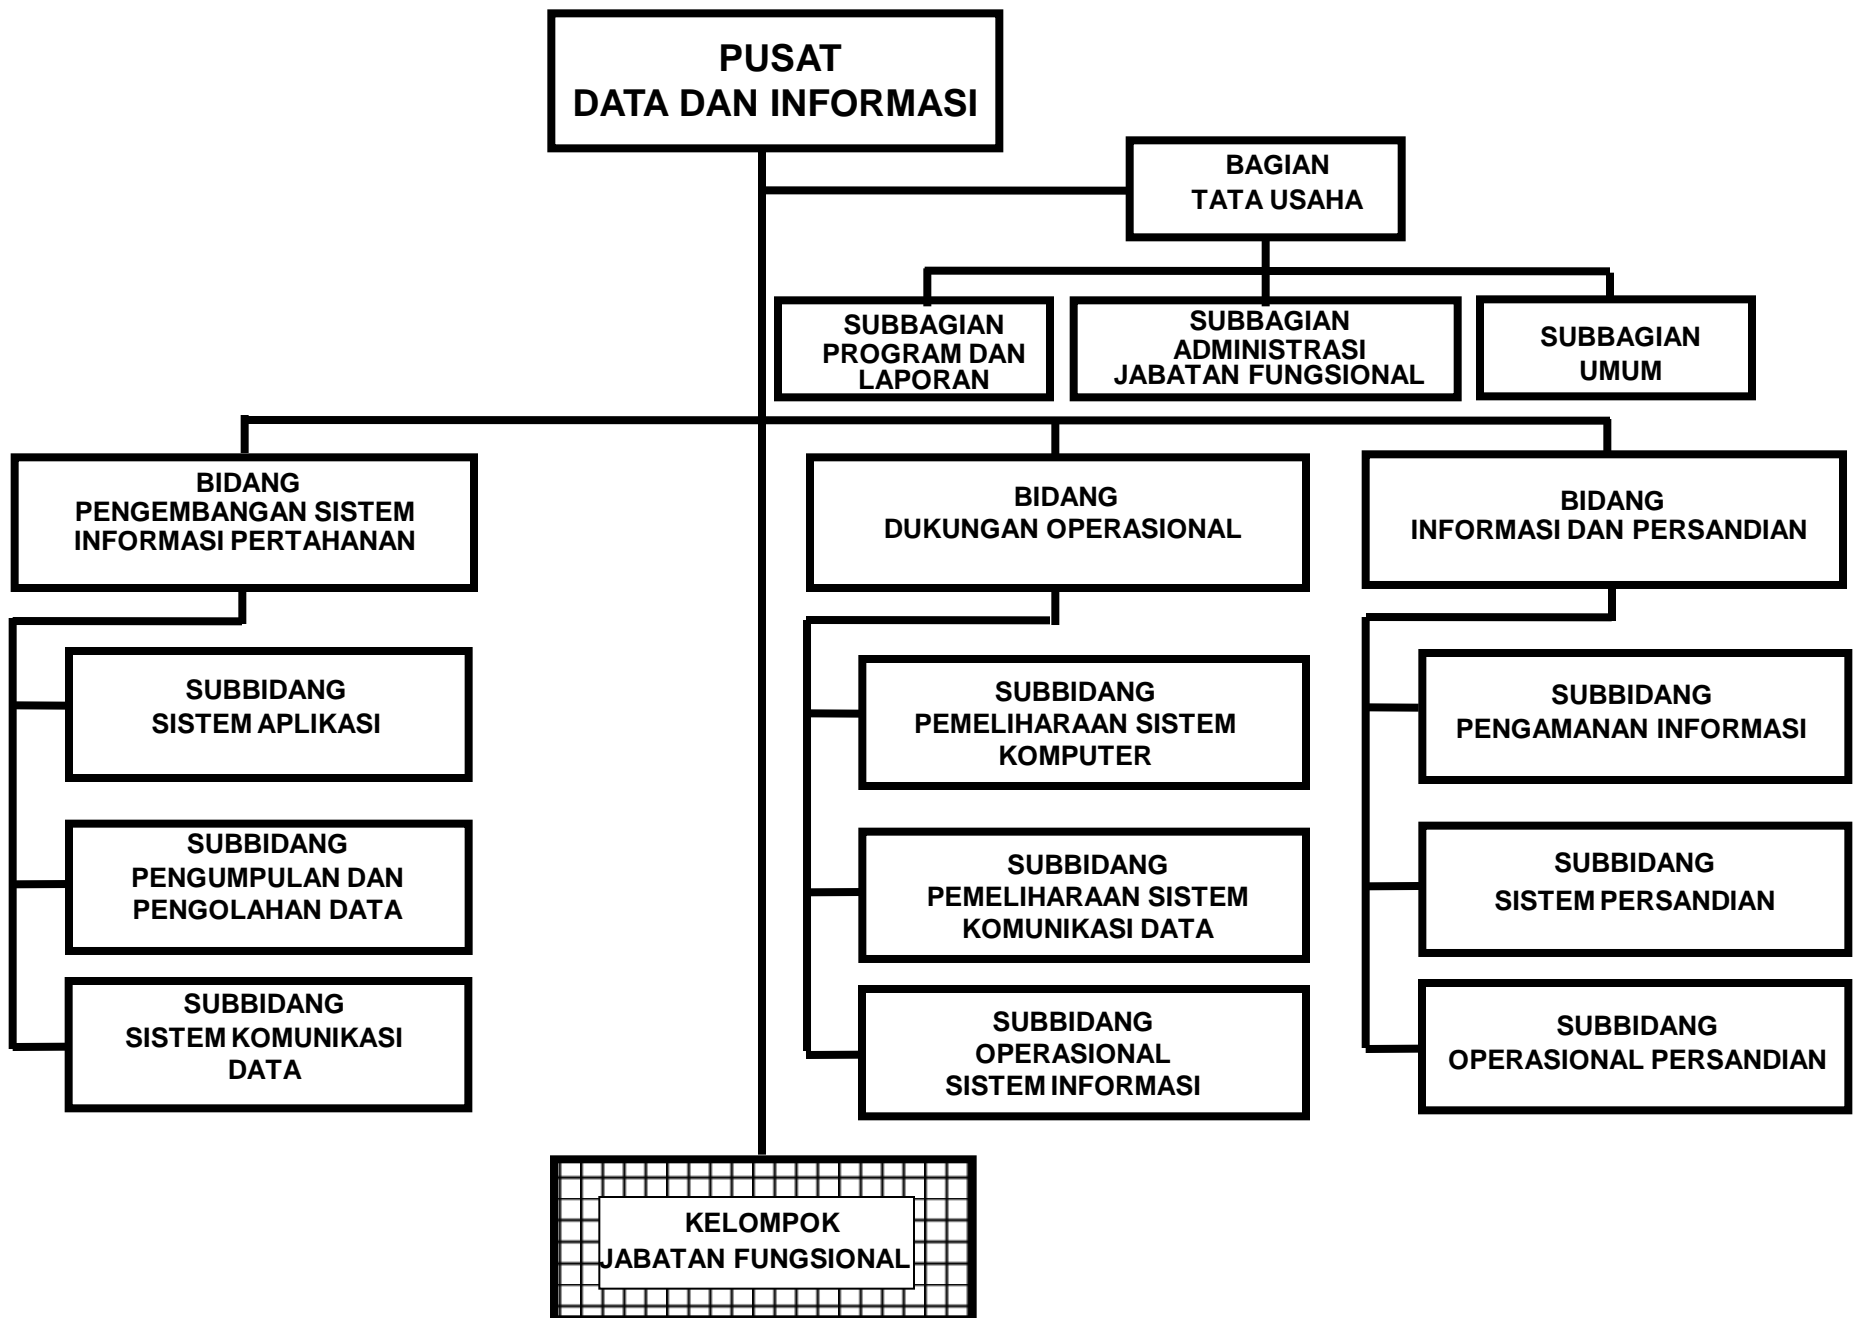 PUSAT
DATA DAN INFORMASI
BAGIAN
TATA USAHA
SUBBAGIAN
PROGRAM DAN
LAPORAN
SUBBAGIAN
ADMINISTRASI
JABATAN FUNGSIONAL
SUBBAGIAN
UMUM
BIDANG
PENGEMBANGAN SISTEM
INFORMASI PERTAHANAN
BIDANG
DUKUNGAN OPERASIONAL
BIDANG
INFORMASI DAN PERSANDIAN
SUBBIDANG
SISTEM APLIKASI
SUBBIDANG
PENGUMPULAN DAN
PENGOLAHAN DATA
SUBBIDANG
SISTEM KOMUNIKASI
DATA
SUBBIDANG
PEMELIHARAAN SISTEM
KOMPUTER
SUBBIDANG
PEMELIHARAAN SISTEM
KOMUNIKASI DATA
SUBBIDANG
OPERASIONAL
SISTEM INFORMASI
SUBBIDANG
PENGAMANAN INFORMASI
SUBBIDANG
SISTEM PERSANDIAN
SUBBIDANG
OPERASIONAL PERSANDIAN
KELOMPOK
JABATAN FUNGSIONAL